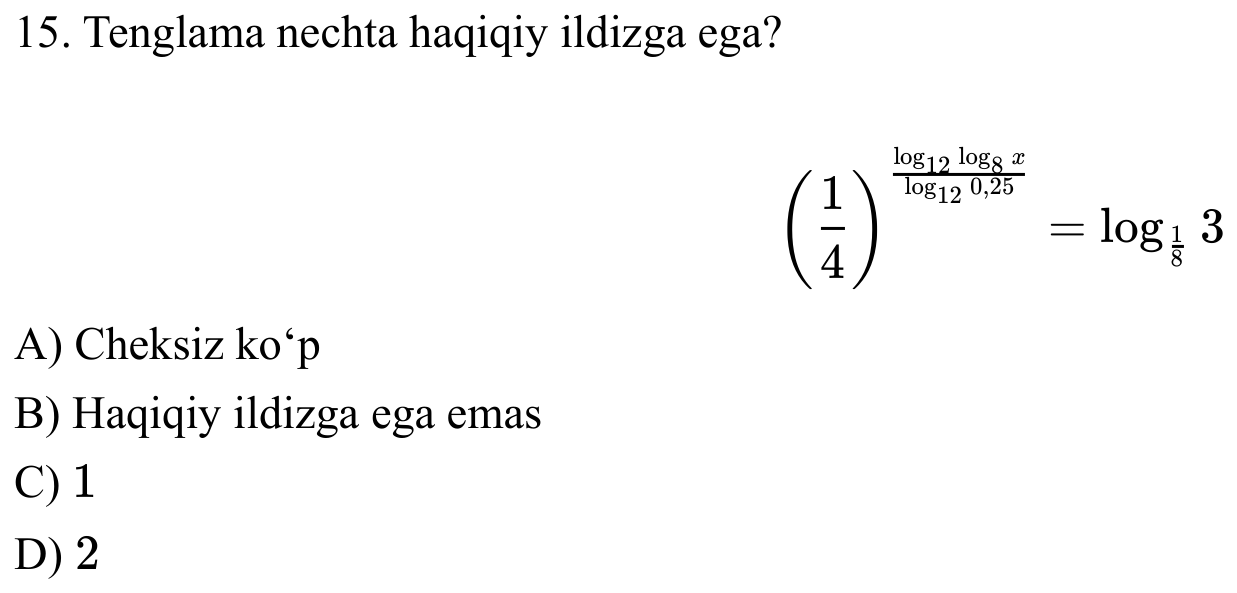 15. Tenglama nechta haqiqiy ildizga ega?
(1/4)^(log₁₂ log₈ x / log₁₂ 0,25) = log_(1/8) 3
A) Cheksiz ko‘p
B) Haqiqiy ildizga ega emas
C) 1
D) 2